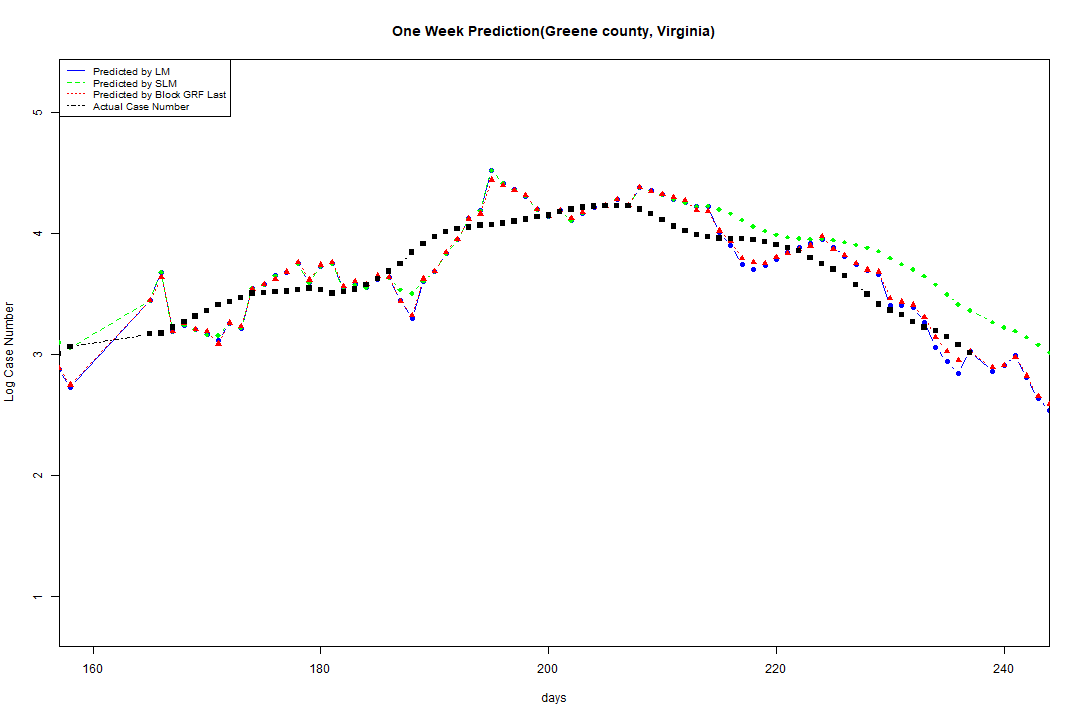 One Week Prediction(Greene county, Virginia)
Predicted by LM
Predicted by SLM
Predicted by Block GRF Last
Actual Case Number
5
4
3
2
1
Log Case Number
160 180 200 220 240
days